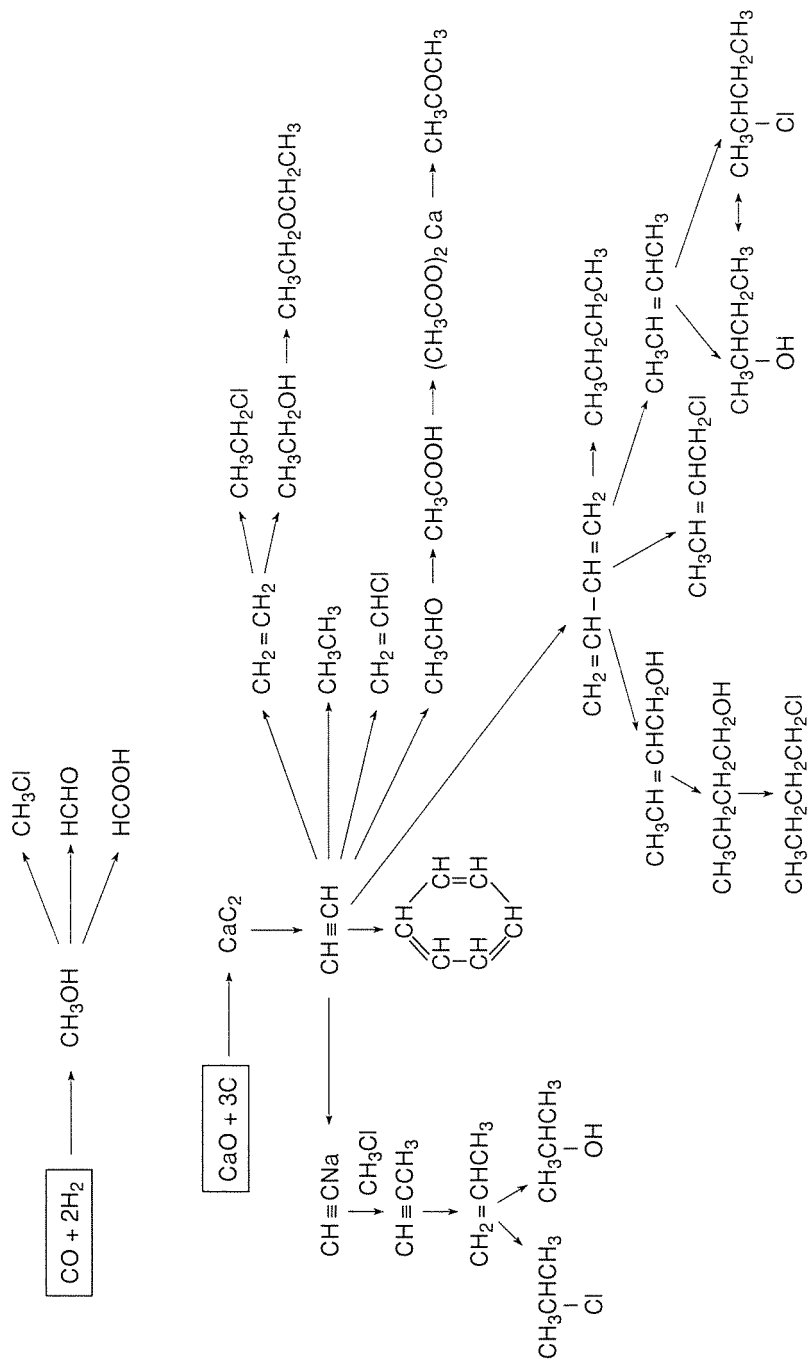 CH3Cl
CO + 2H2 CH3OH HCHO
HCOOH
CaO + 3C CaC2
CH3CH2Cl
CH2=CH2
CH3CH2OH CH3CH2OCH2CH3
CH≡CNa CH≡CH CH3CH3
CH3Cl
CH2=CHCl
CH≡CCH3
CH3CHO CH3COOH (CH3COO)2 Ca CH3COCH3
CH
CH CH
CH CH
CH
CH2=CHCH3
CH3CHCH3 CH3CHCH3
Cl OH
CH2=CH-CH=CH2 CH3CH2CH2CH3
CH3CH=CHCH2OH CH3CH=CHCH3
CH3CH=CHCH2Cl
CH3CH2CH2CH2OH
CH3CHCH2CH3 CH3CHCH2CH3
OH Cl
CH3CH2CH2CH2Cl